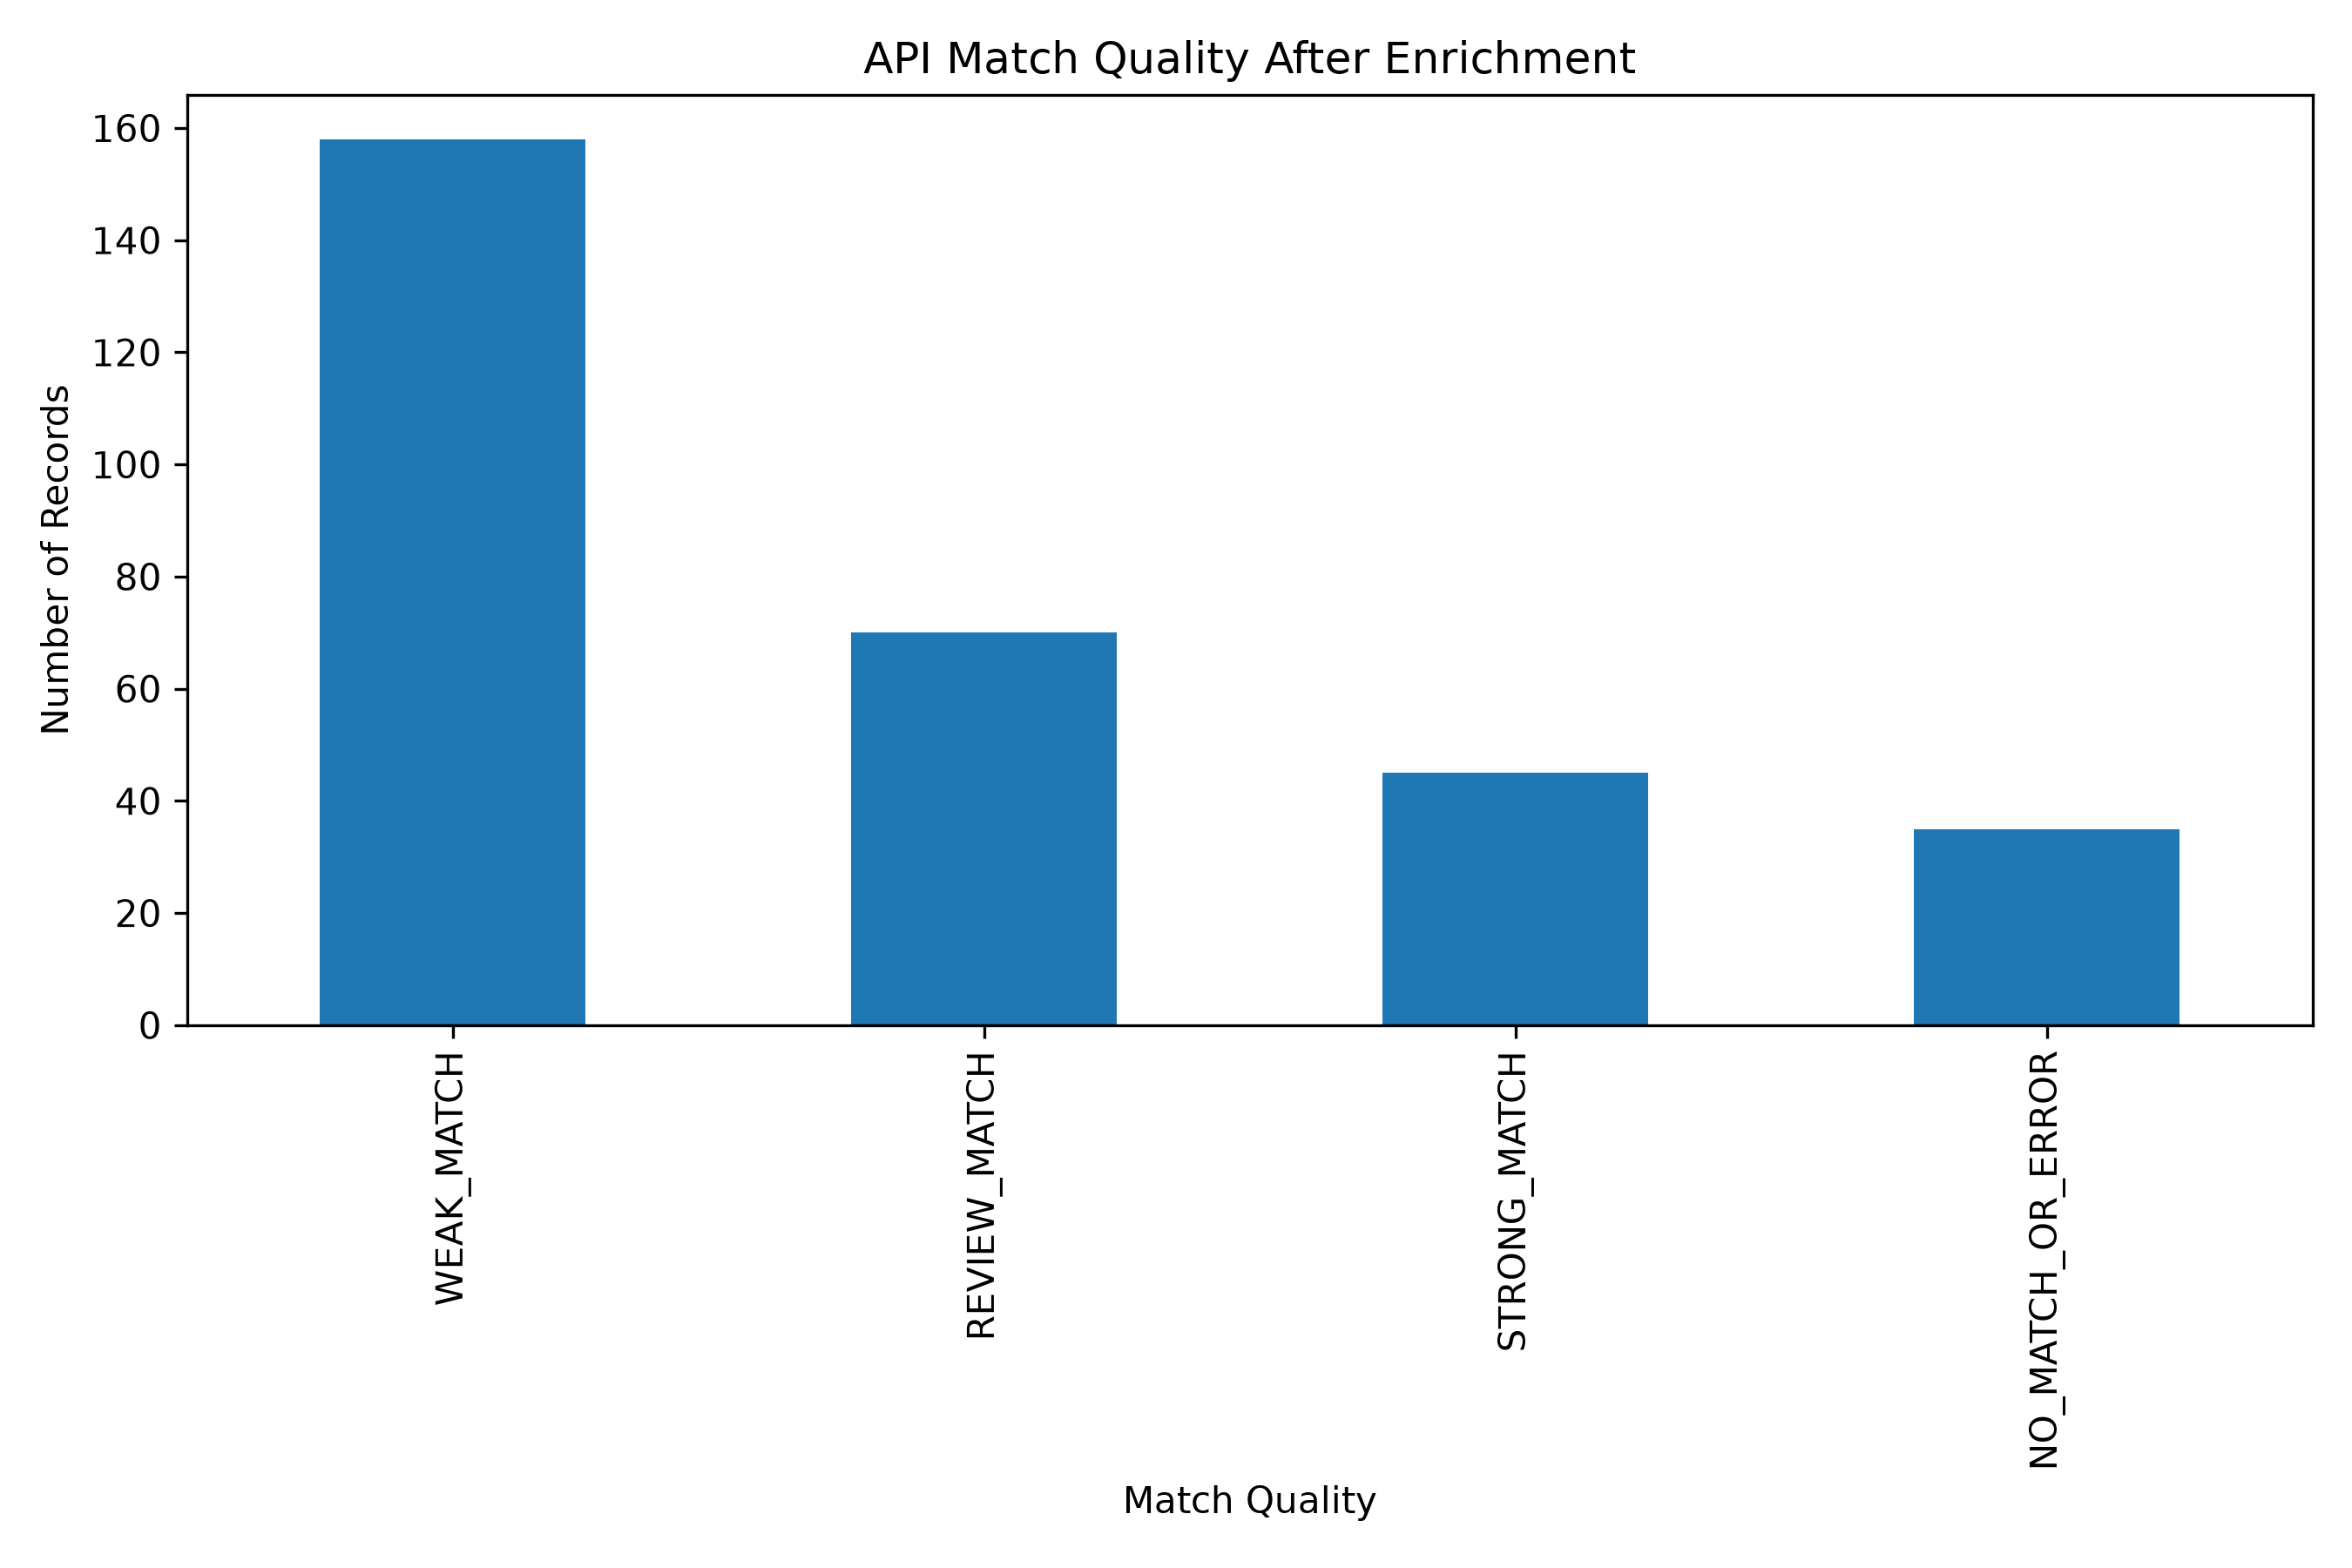 API Match Quality After Enrichment
160
140
120
100
80
60
40
20
0
Number of Records
WEAK_MATCH
REVIEW_MATCH
STRONG_MATCH
NO_MATCH_OR_ERROR
Match Quality